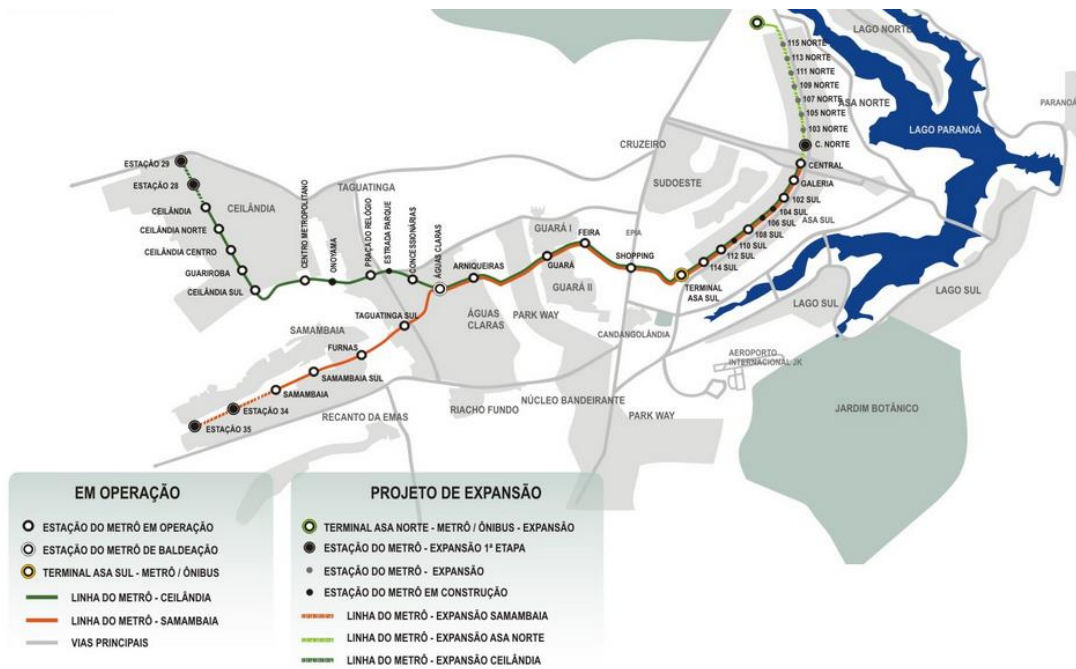 LAGO NORTE
115 NORTE
113 NORTE
111 NORTE
109 NORTE
107 NORTE
105 NORTE
103 NORTE
C. NORTE
CENTRAL
GALERIA
102 SUL
104 SUL
106 SUL
108 SUL
110 SUL
112 SUL
114 SUL
TERMINAL
ASA SUL
ASA NORTE
PARANOÁ
LAGO PARANOÁ
CRUZEIRO
SUDOESTE
ASA SUL
ESTAÇÃO 29
ESTAÇÃO 28
CEILÂNDIA
CEILÂNDIA NORTE
CEILÂNDIA CENTRO
GUARIROBA
CEILÂNDIA SUL
CEILÂNDIA
TAGUATINGA
CENTRO METROPOLITANO
ONOYAMA
PRAÇA DO RELÓGIO
ESTRADA PARQUE
CONCESSIONÁRIAS
ÁGUAS CLARAS
ARNIQUEIRAS
GUARÁ I
GUARÁ
FEIRA
EPIA
SHOPPING
GUARÁ II
ÁGUAS
CLARAS
PARK WAY
CANDANGOLÂNDIA
LAGO SUL
LAGO SUL
AEROPORTO
INTERNACIONAL JK
JARDIM BOTÂNICO
SAMAMBAIA
TAGUATINGA SUL
FURNAS
SAMAMBAIA SUL
SAMAMBAIA
ESTAÇÃO 34
ESTAÇÃO 35
RECANTO DA EMAS
RIACHO FUNDO
NÚCLEO BANDEIRANTE
PARK WAY
EM OPERAÇÃO
ESTAÇÃO DO METRÔ EM OPERAÇÃO
ESTAÇÃO DO METRÔ DE BALDEAÇÃO
TERMINAL ASA SUL - METRÔ / ÔNIBUS
LINHA DO METRÔ - CEILÂNDIA
LINHA DO METRÔ - SAMAMBAIA
VIAS PRINCIPAIS
PROJETO DE EXPANSÃO
TERMINAL ASA NORTE - METRÔ / ÔNIBUS - EXPANSÃO
ESTAÇÃO DO METRÔ - EXPANSÃO 1ª ETAPA
ESTAÇÃO DO METRÔ - EXPANSÃO
ESTAÇÃO DO METRÔ EM CONSTRUÇÃO
LINHA DO METRÔ - EXPANSÃO SAMAMBAIA
LINHA DO METRÔ - EXPANSÃO ASA NORTE
LINHA DO METRÔ - EXPANSÃO CEILÂNDIA